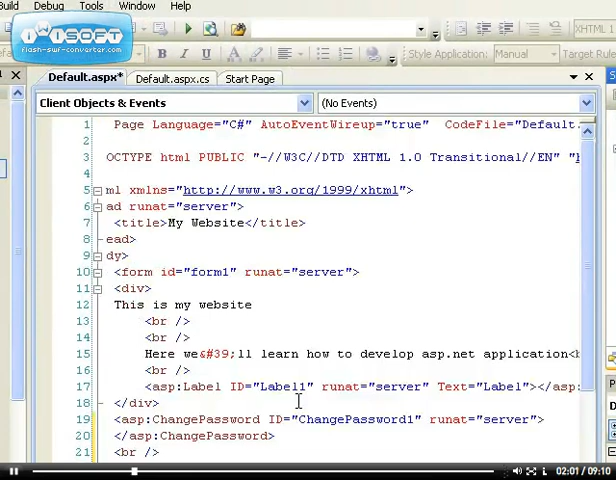 Build Debug Tools Window Help
iWiSOFT
flash-swf-converter.com
B I U Style Application: Manual Target Rule
XHTML 1
Default.aspx* Default.aspx.cs Start Page
Client Objects & Events (No Events)
1 Page Language="C#" AutoEventWireup="true" CodeFile="Default.
2
3 OCTYPE html PUBLIC "-//W3C//DTD XHTML 1.0 Transitional//EN" "h
4
5 ml xmlns="http://www.w3.org/1999/xhtml">
6 ad runat="server">
7 <title>My Website</title>
8 ead>
9 dy>
10 <form id="form1" runat="server">
11 <div>
12 This is my website
13 <br />
14 <br />
15 Here we&#39;ll learn how to develop asp.net application<b
16 <br />
17 <asp:Label ID="Label1" runat="server" Text="Label"></asp:
18 </div>
19 <asp:ChangePassword ID="ChangePassword1" runat="server">
20 </asp:ChangePassword>
21 <br />
02:01 / 09:10